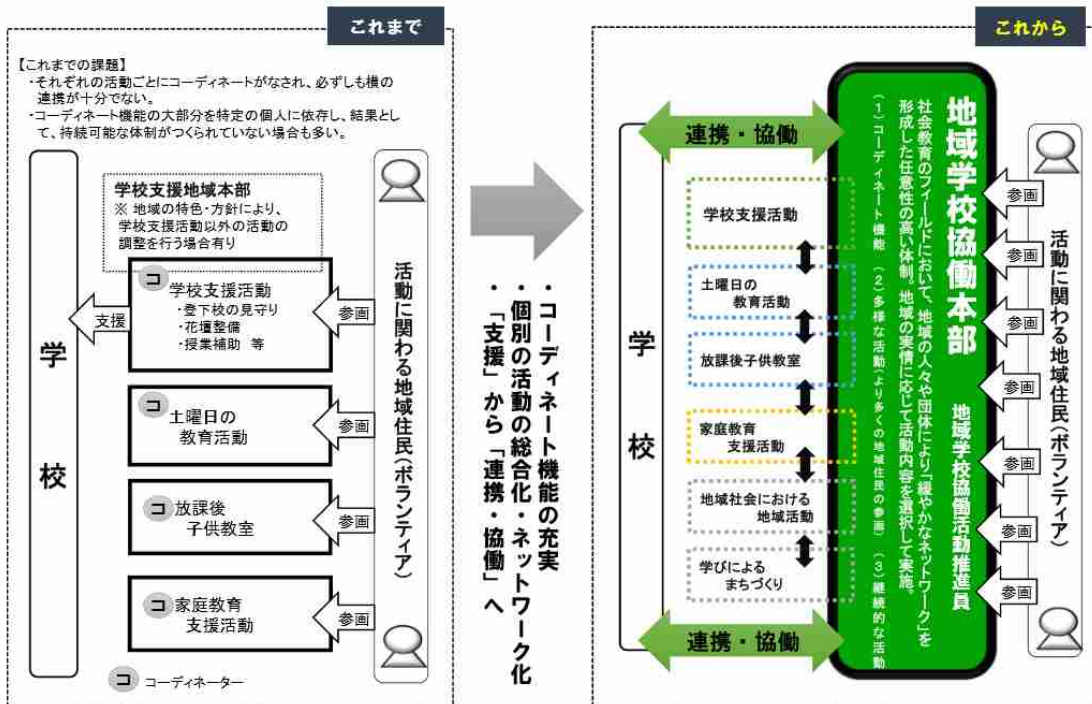 これまで
【これまでの課題】
・それぞれの活動ごとにコーディネートがなされ、必ずしも横の
連携が十分でない。
・コーディネート機能の大部分を特定の個人に依存し、結果とし
て、持続可能な体制がつくられていない場合も多い。
学校支援地域本部
※ 地域の特色・方針により、
学校支援活動以外の活動の
調整を行う場合有り
コ
学校支援活動
・登下校の見守り
・花壇整備
・授業補助 等
支援
参画
コ
土曜日の
教育活動
参画
コ
放課後
子供教室
参画
コ
家庭教育
支援活動
参画
学校
活動に関わる地域住民(ボランティア)
コ コーディネーター
・コーディネート機能の充実
・個別の活動の総合化・ネットワーク化
・「支援」から「連携・協働」へ
これから
学校
連携・協働
学校支援活動
土曜日の
教育活動
放課後子供教室
家庭教育
支援活動
地域社会における
地域活動
学びによる
まちづくり
連携・協働
地域学校協働本部 地域学校協働活動推進員
社会教育のフィールドにおいて、地域の人々や団体により「緩やかなネットワーク」を
形成した任意性の高い体制。地域の実情に応じて活動内容を選択して実施。
(1)コーディネート機能 (2)多様な活動(より多くの地域住民の参画) (3)継続的な活動
参画
参画
参画
参画
参画
参画
参画
活動に関わる地域住民(ボランティア)